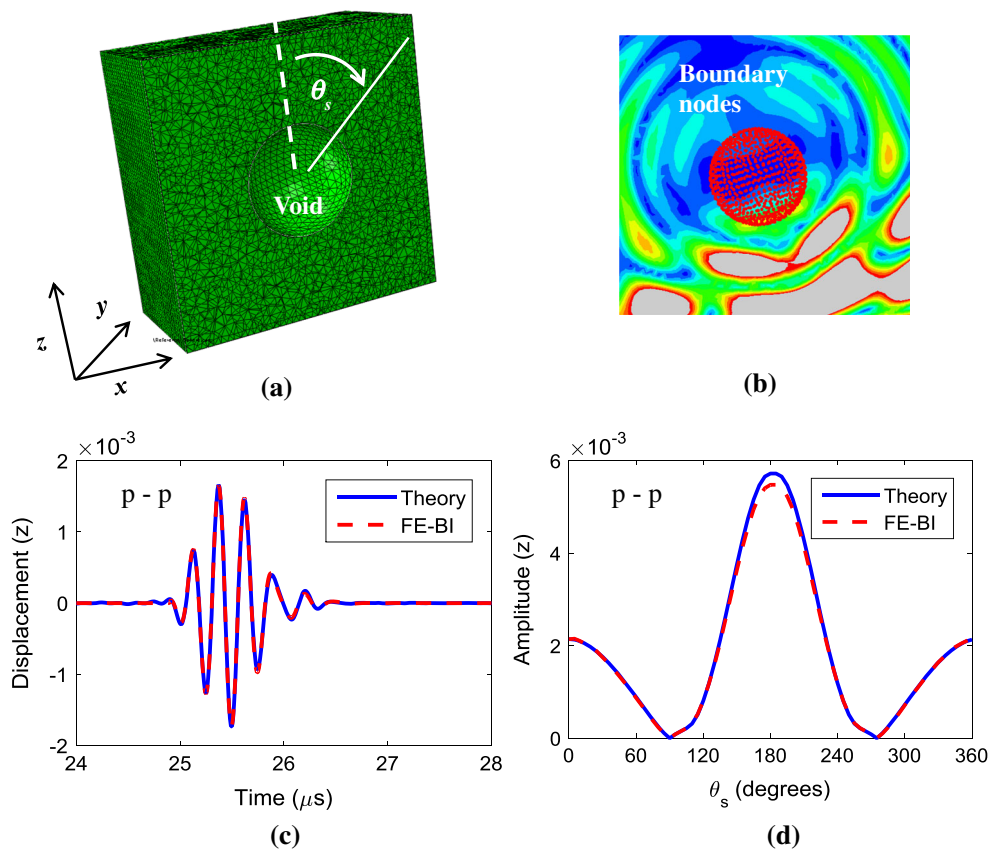 θs
Void
z
y
x
(a)
Boundary
nodes
(b)
×10-3
2
1
0
-1
-2
24
25
26
27
28
p - p
Theory
FE-BI
Displacement (z)
Time (μs)
(c)
×10-3
6
4
2
0
0
60
120
180
240
300
360
p - p
Theory
FE-BI
Amplitude (z)
θs (degrees)
(d)